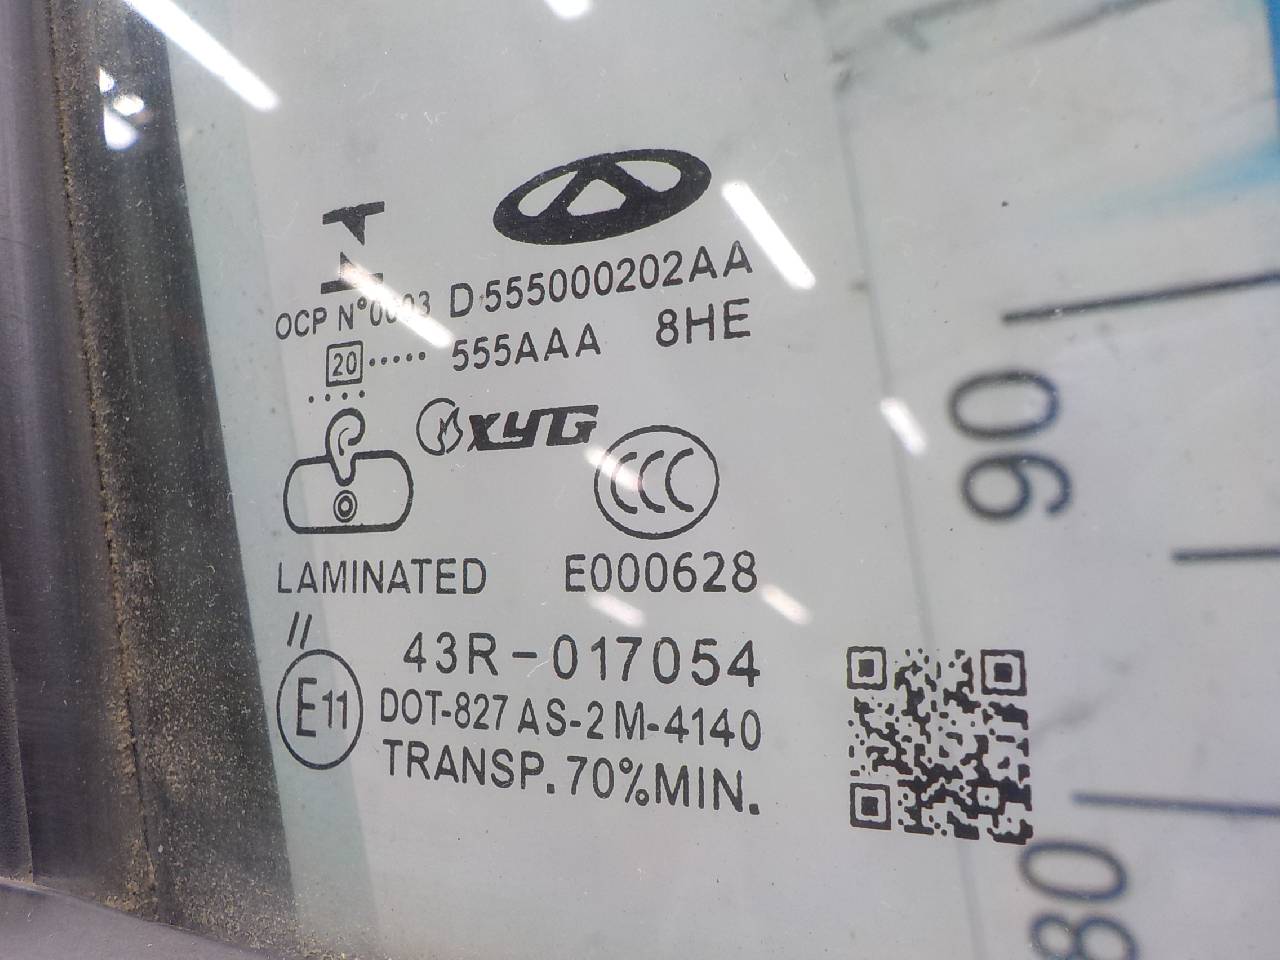 D555000202AA
OCP N°0003
20 ..... 555AAA 8HE
.....
XYG
CCC
LAMINATED E000628
//
43R-017054
E11 DOT-827 AS-2 M-4140
TRANSP. 70% MIN.
90
80